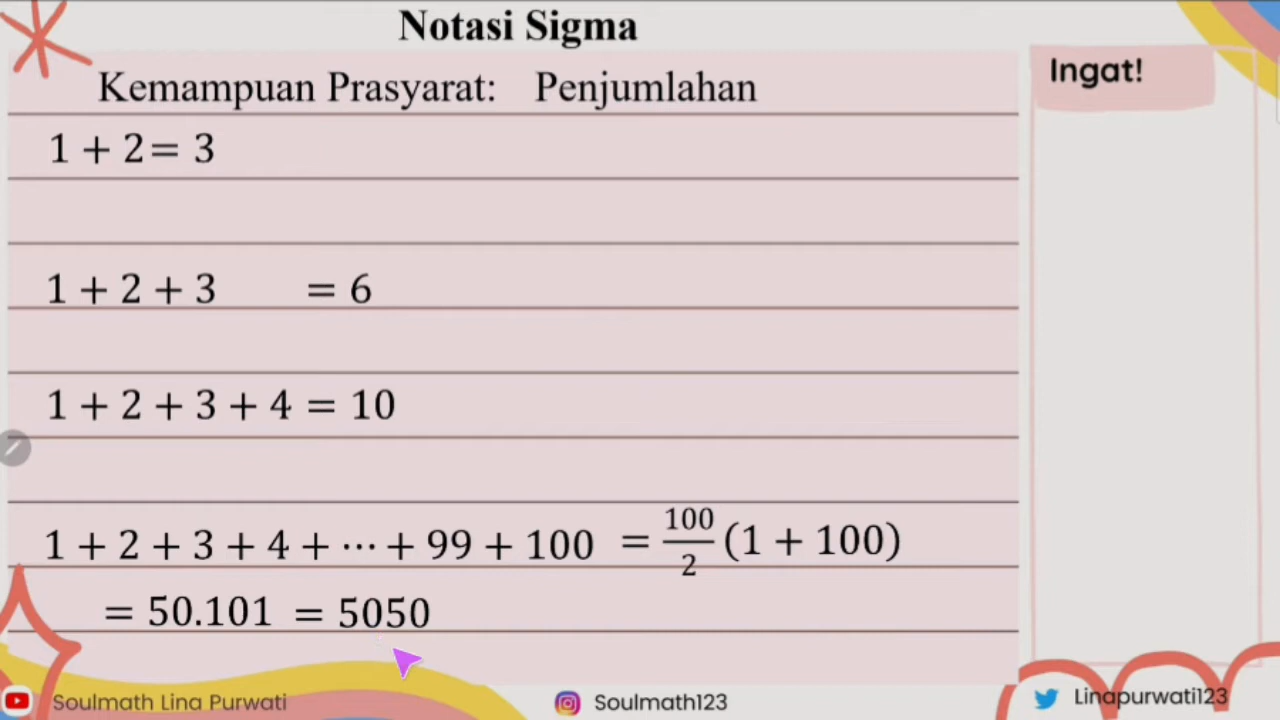 Notasi Sigma
Kemampuan Prasyarat: Penjumlahan
Ingat!
1 + 2 = 3
1 + 2 + 3 = 6
1 + 2 + 3 + 4 = 10
1 + 2 + 3 + 4 + ⋯ + 99 + 100 = 100/2 (1 + 100)
= 50.101 = 5050
Soulmath Lina Purwati
Soulmath123
Linapurwati123